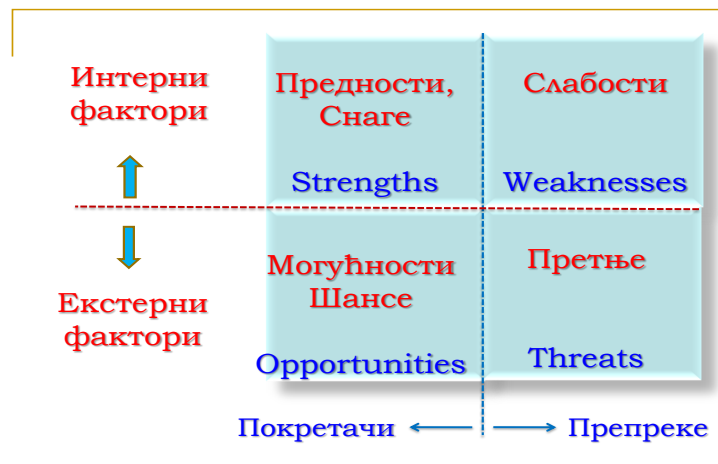 Интерни
фактори
Предности,
Снаге
Strengths
Слабости
Weaknesses
Екстерни
фактори
Могућности
Шансе
Opportunities
Претње
Threats
Покретачи
Препреке